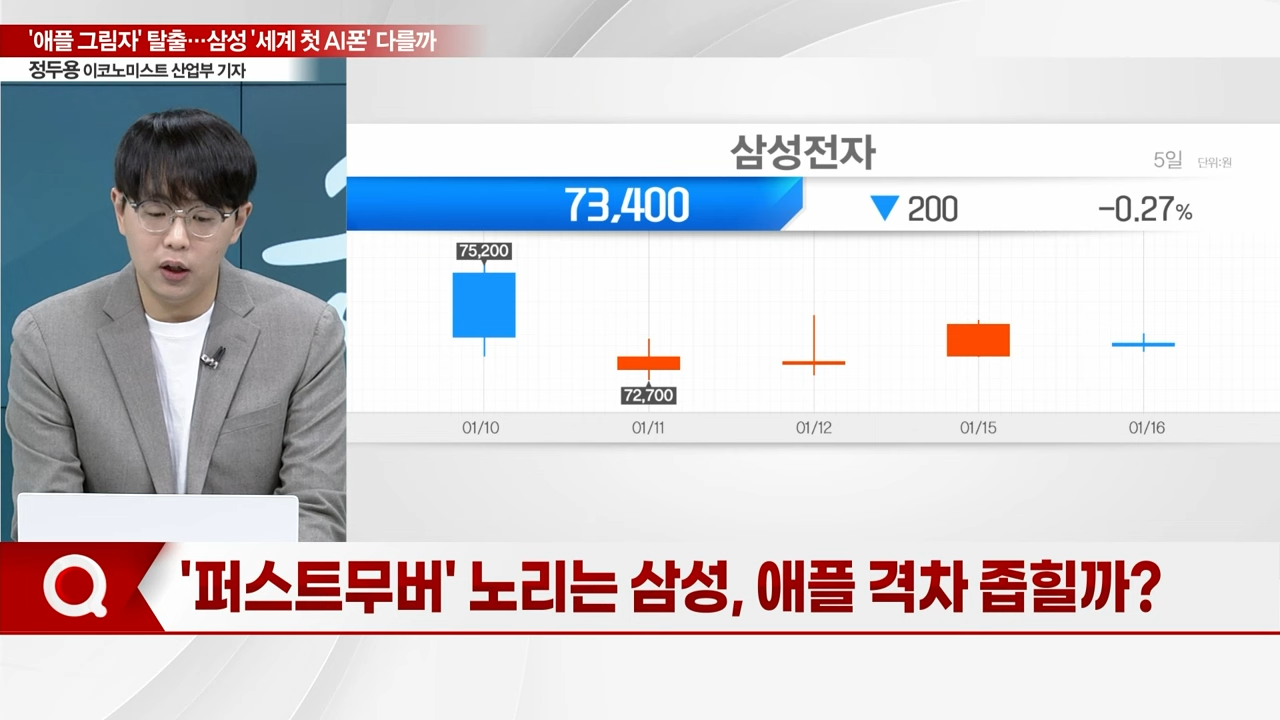 '애플 그림자' 탈출…삼성 '세계 첫 AI폰' 다를까
정두용 이코노미스트 산업부 기자
삼성전자
5일 단위:원
73,400 ▼ 200 -0.27%
75,200
72,700
01/10 01/11 01/12 01/15 01/16
Q '퍼스트무버' 노리는 삼성, 애플 격차 좁힐까?